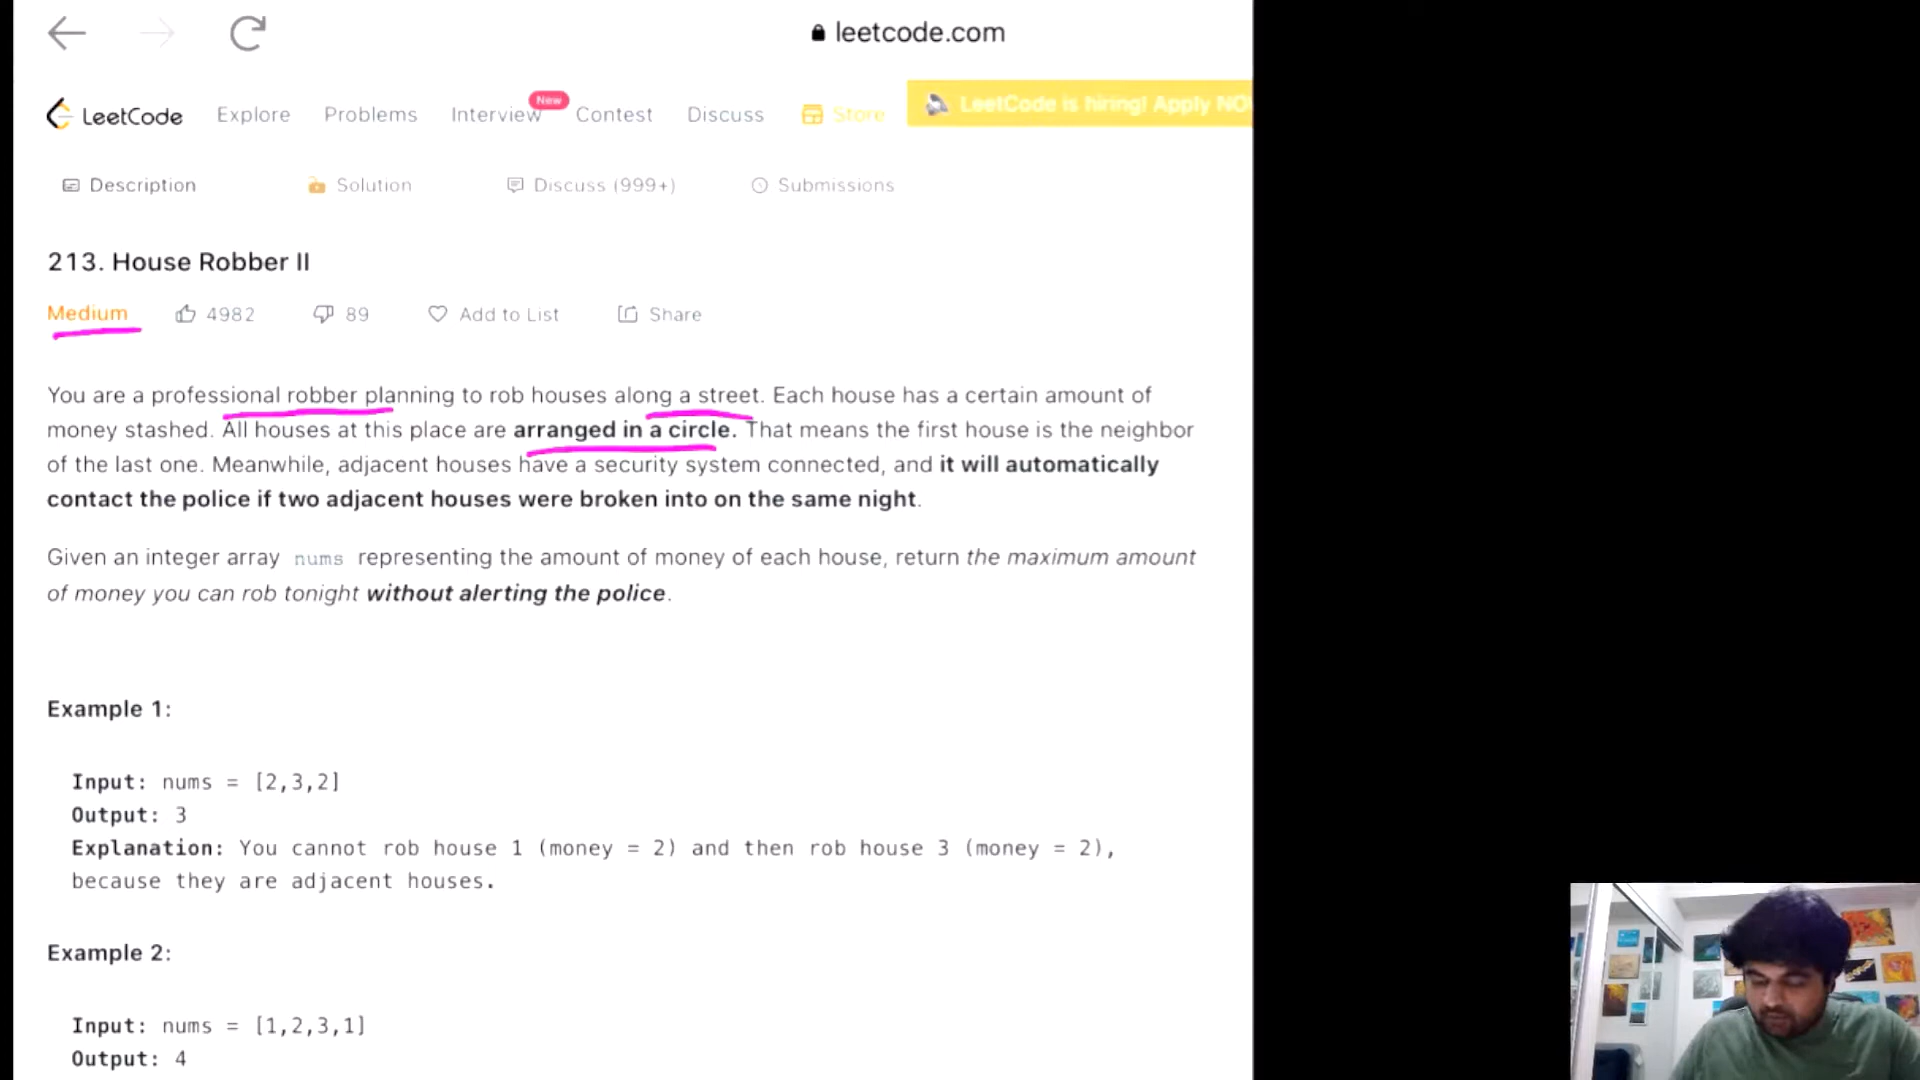 leetcode.com
LeetCode Explore Problems Interview New Contest Discuss Store LeetCode is hiring! Apply NO
Description Solution Discuss (999+) Submissions
213. House Robber II
Medium 4982 89 Add to List Share
You are a professional robber planning to rob houses along a street. Each house has a certain amount of
money stashed. All houses at this place are arranged in a circle. That means the first house is the neighbor
of the last one. Meanwhile, adjacent houses have a security system connected, and it will automatically
contact the police if two adjacent houses were broken into on the same night.
Given an integer array nums representing the amount of money of each house, return the maximum amount
of money you can rob tonight without alerting the police.
Example 1:
Input: nums = [2,3,2]
Output: 3
Explanation: You cannot rob house 1 (money = 2) and then rob house 3 (money = 2),
because they are adjacent houses.
Example 2:
Input: nums = [1,2,3,1]
Output: 4